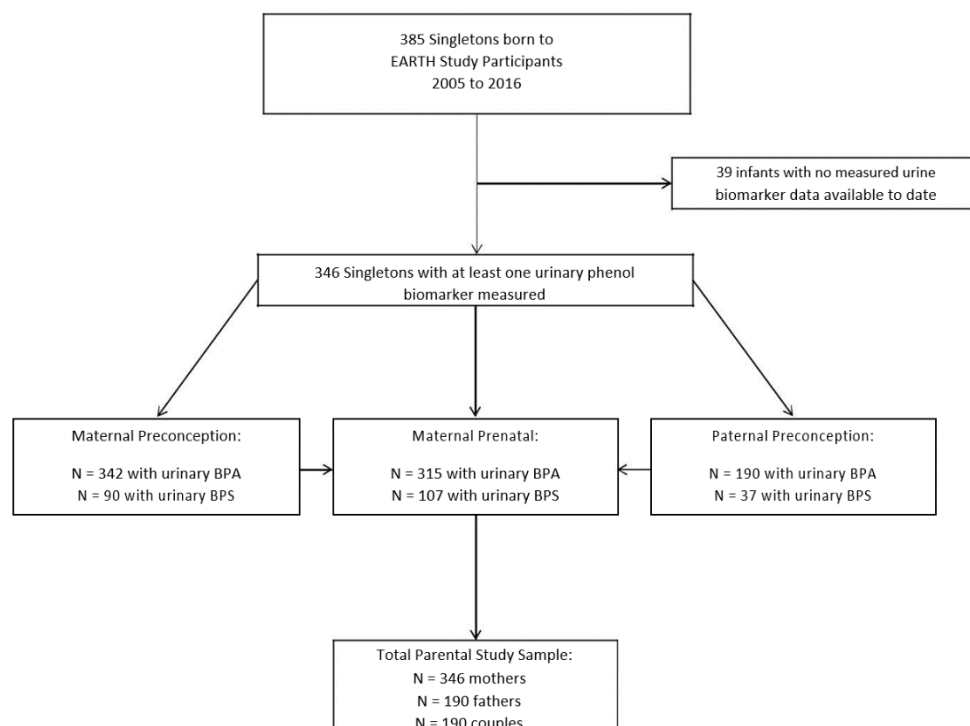 385 Singletons born to
EARTH Study Participants
2005 to 2016
39 infants with no measured urine
biomarker data available to date
346 Singletons with at least one urinary phenol
biomarker measured
Maternal Preconception:
N = 342 with urinary BPA
N = 90 with urinary BPS
Maternal Prenatal:
N = 315 with urinary BPA
N = 107 with urinary BPS
Paternal Preconception:
N = 190 with urinary BPA
N = 37 with urinary BPS
Total Parental Study Sample:
N = 346 mothers
N = 190 fathers
N = 190 couples